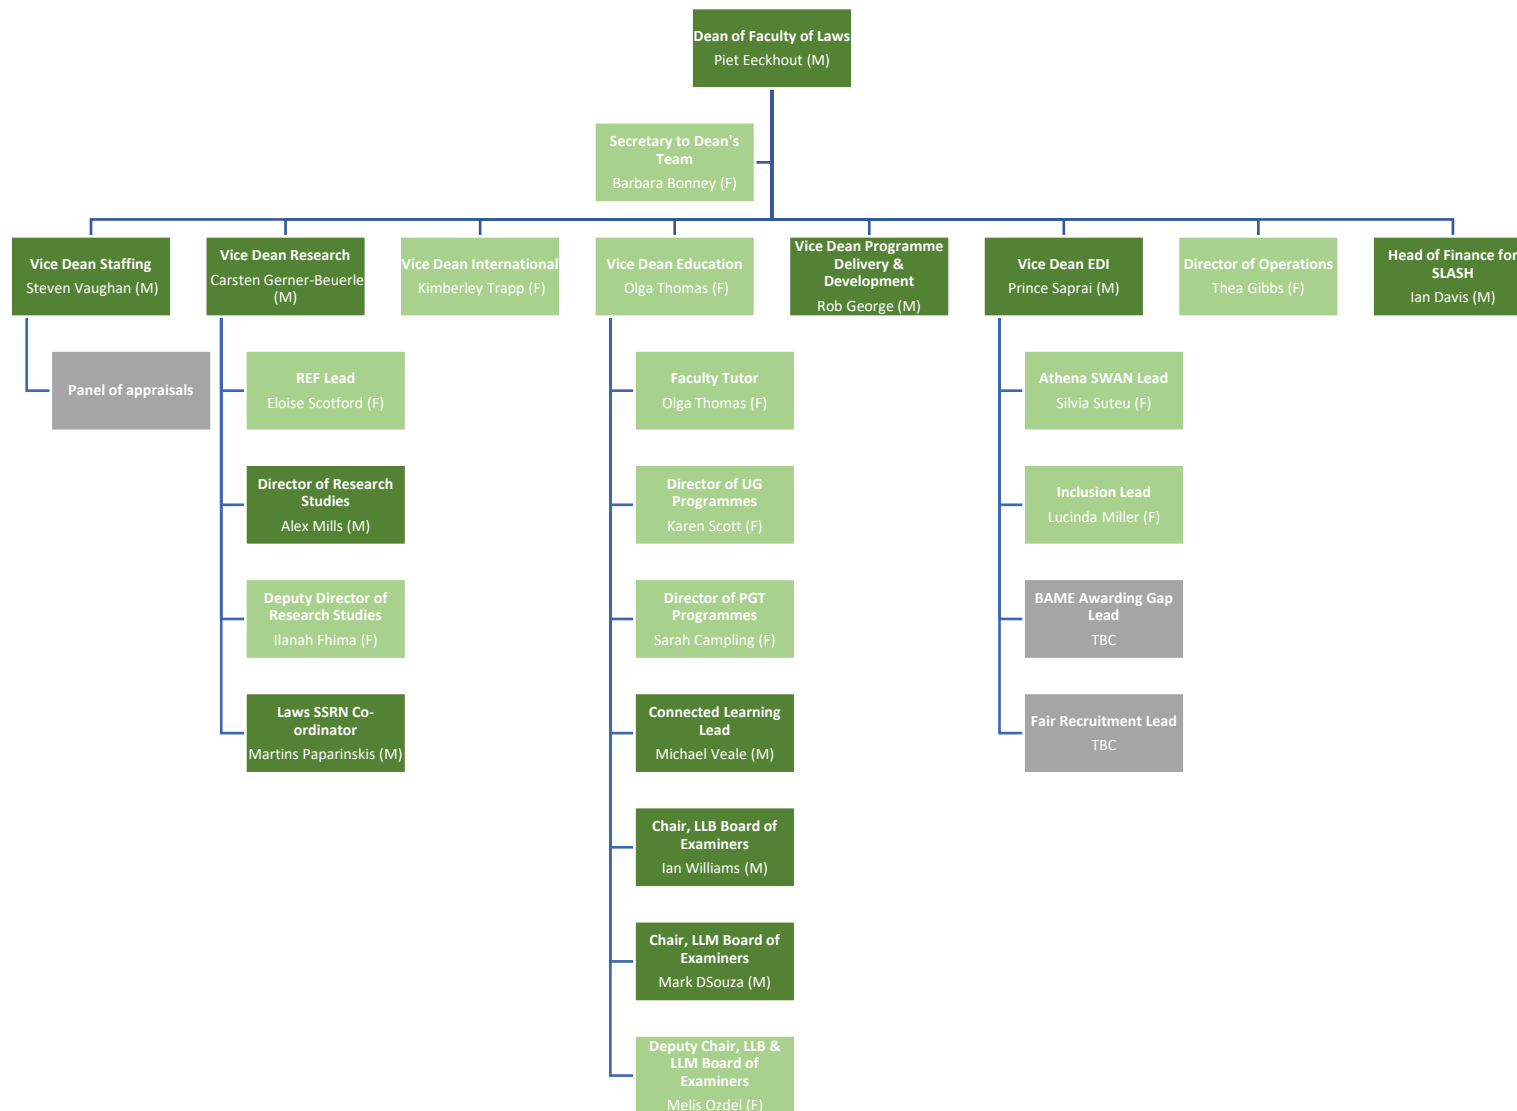 Dean of Faculty of Laws
Piet Eeckhout (M)
Secretary to Dean's
Team
Barbara Bonney (F)
Vice Dean Staffing
Steven Vaughan (M)
Vice Dean Research
Carsten Gerner-Beuerle
(M)
Vice Dean International
Kimberley Trapp (F)
Vice Dean Education
Olga Thomas (F)
Vice Dean Programme
Delivery &
Development
Rob George (M)
Vice Dean EDI
Prince Saprai (M)
Director of Operations
Thea Gibbs (F)
Head of Finance for
SLASH
Ian Davis (M)
Panel of appraisals
REF Lead
Eloise Scotford (F)
Director of Research
Studies
Alex Mills (M)
Deputy Director of
Research Studies
Ilanah Fhima (F)
Laws SSRN Co-
ordinator
Martins Paparinskis (M)
Faculty Tutor
Olga Thomas (F)
Director of UG
Programmes
Karen Scott (F)
Director of PGT
Programmes
Sarah Campling (F)
Connected Learning
Lead
Michael Veale (M)
Chair, LLB Board of
Examiners
Ian Williams (M)
Chair, LLM Board of
Examiners
Mark DSouza (M)
Deputy Chair, LLB &
LLM Board of
Examiners
Melis Ozdel (F)
Athena SWAN Lead
Silvia Suteu (F)
Inclusion Lead
Lucinda Miller (F)
BAME Awarding Gap
Lead
TBC
Fair Recruitment Lead
TBC